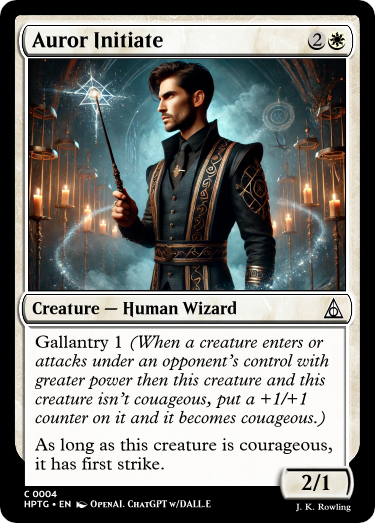 Auror Initiate 2
Creature — Human Wizard
Gallantry 1 (When a creature enters or
attacks under an opponent's control with
greater power then this creature and this
creature isn't couageous, put a +1/+1
counter on it and it becomes couageous.)
As long as this creature is courageous,
it has first strike.
2/1
C 0004
HPTG • EN OpenAI, ChatGPT w/DALL.E
J. K. Rowling